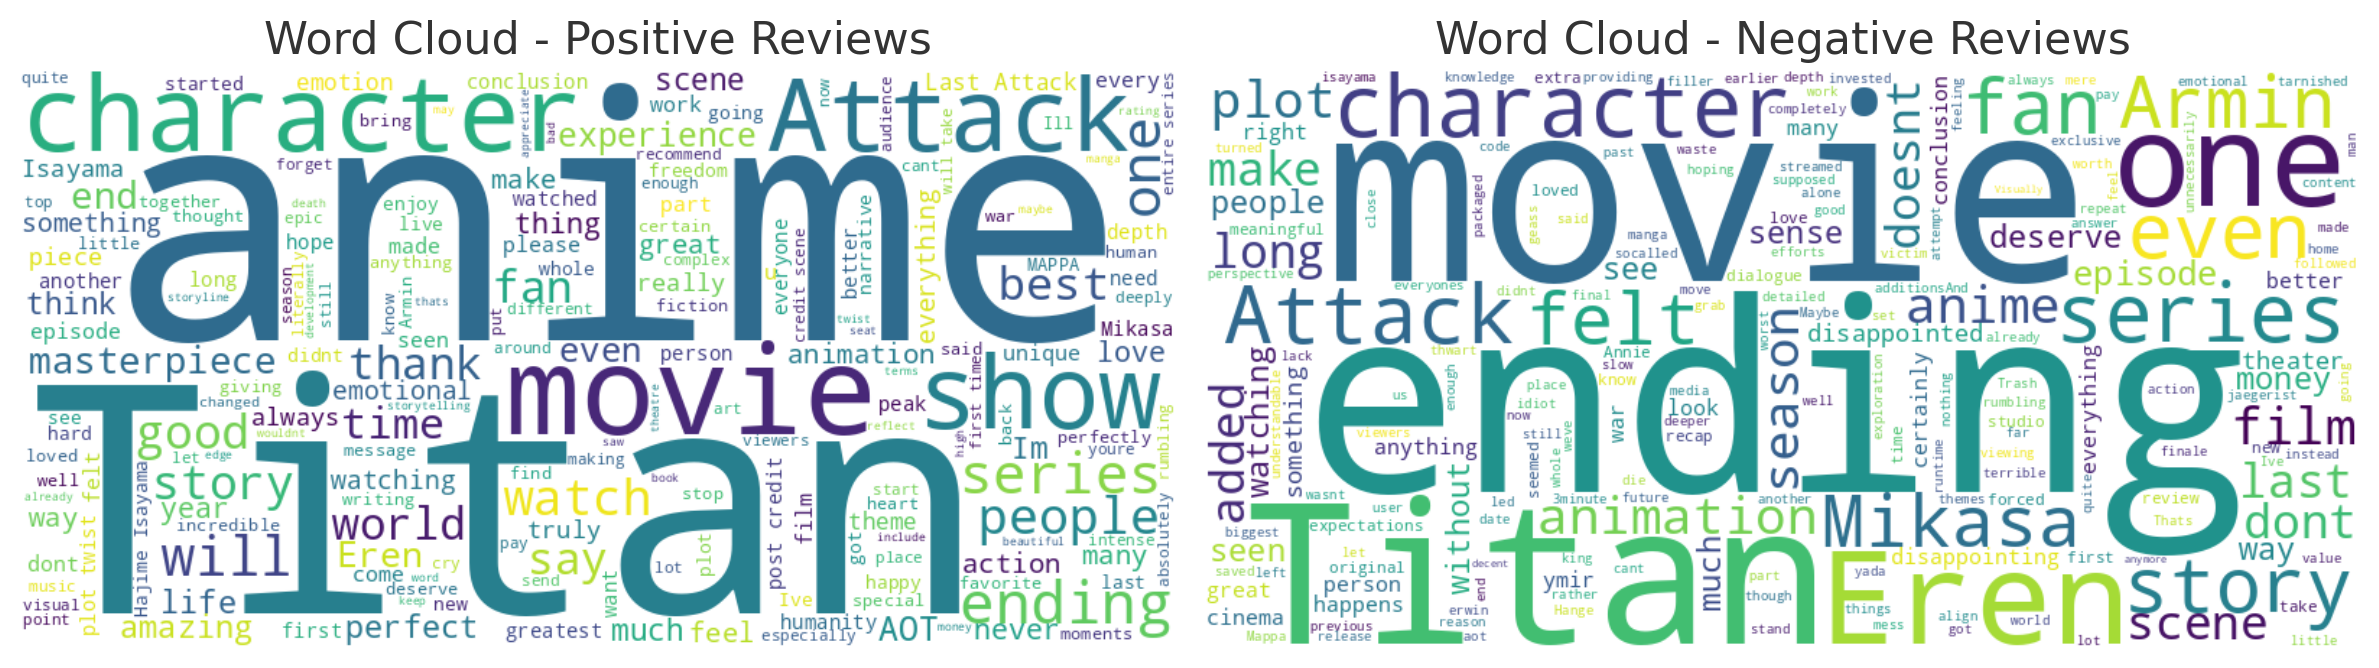 Word Cloud - Positive Reviews
quite started emotion conclusion scene Last Attack every
character bring work going now audience Ill rating
may appreciate bad experience Attack one entire series
Isayama forget recommend freedom cant will take manga
anime make enough
top end together death enjoy watched part
something thought epic live thing certain war maybe
little hope made please great everyone narrative depth
piece anything whole complex better everything MAPPA human
another long season literally development still Armin know thats fan really credit scene best need
think storyline put different fiction twist seat deeply
episode seen Mikasa
masterpiece didnt thank around even person animation said unique love
giving emotional movie terms show
changed storytelling theatre art peak first timed back
see always time reflect
hard good wouldnt saw viewers high Im perfectly
loved let edge message making youre rumbling
well plot twist felt Hajime Isayama story watching find book stop series
already year writing watch heart start
way incredible world truly post credit film theme people absolutely
Titan include beautiful intense
dont will Eren cry pay say plot got place action many
music come word send lot happy favorite last
visual life deserve keep new want Ive special ending
point amazing first perfect greatest much feel humanity especially AOT money never moments
Word Cloud - Negative Reviews
isayama knowledge extra providing filler earlier depth invested always mere emotional tarnished
plot character work fan pay Armin
right completely doesnt conclusion feeling
many one man
turned code past waste exclusive unnecessarily
make movie streamed worth feel
people packaged loved hoping supposed alone Visually content
meaningful close geass said love good repeat
long manga sense attempt answer even made
socalled efforts victim deserve home
perspective see dialogue episode followed
everyones didnt final move grab detailed additionsAnd better
Attack felt Maybe set anime series
season worst disappointed already
added watching something lack understandable thwart Annie slow theater
ending place know Trash money
us enough idiot media look well exploration certainly nothing rumbling everything action jaegerist going
now war deeper studio film
viewers still weve recap time far
anything seemed whole viewing finale new instead
terrible quite Ive last
wasnt die runtime
without led 3minute future another themes forced review
biggest user date animation Mikasa Thats dont
expectations
seen Titan decent disappointing first anymore way value
let king cant much
saved left original ymir part yada
great person end rather Eren story
happens erwin Hange though things take
cinema previous reason align world scene
Mappa release aot stand mess got lot little